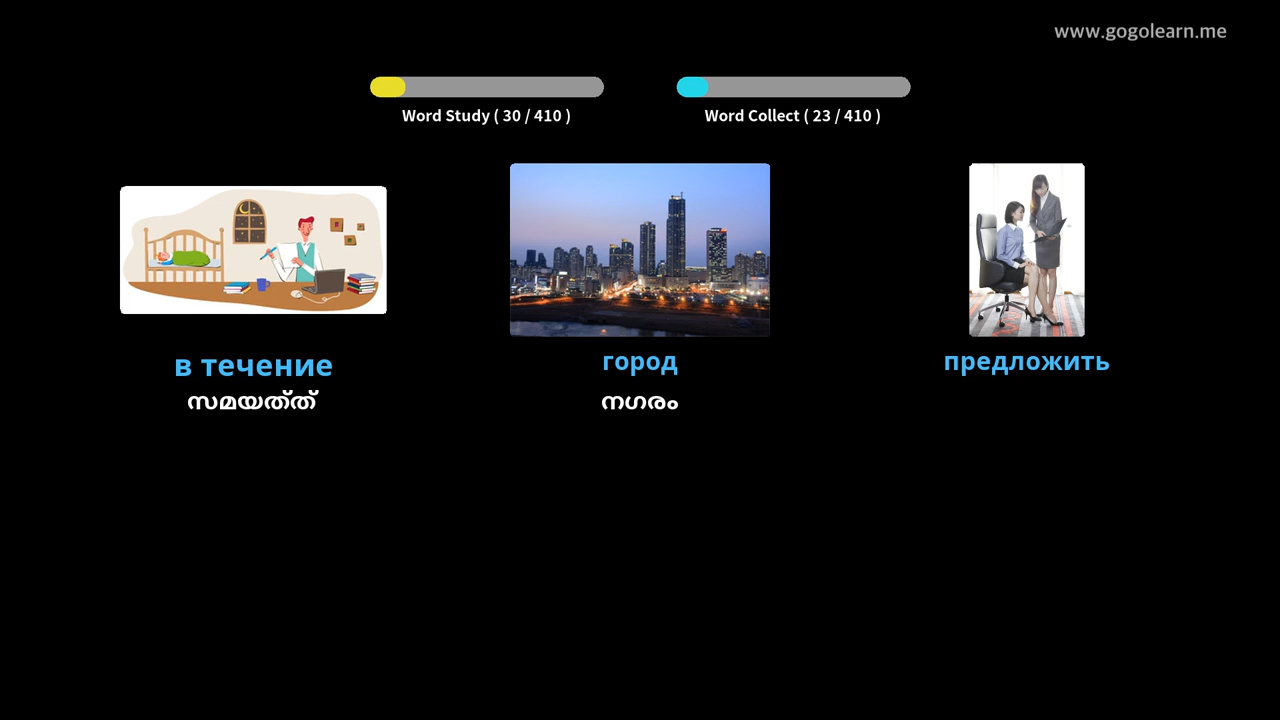 www.gogolearn.me
Word Study ( 30 / 410 )
Word Collect ( 23 / 410 )
в течение
город
предложить
സമയത്ത്
നഗരം